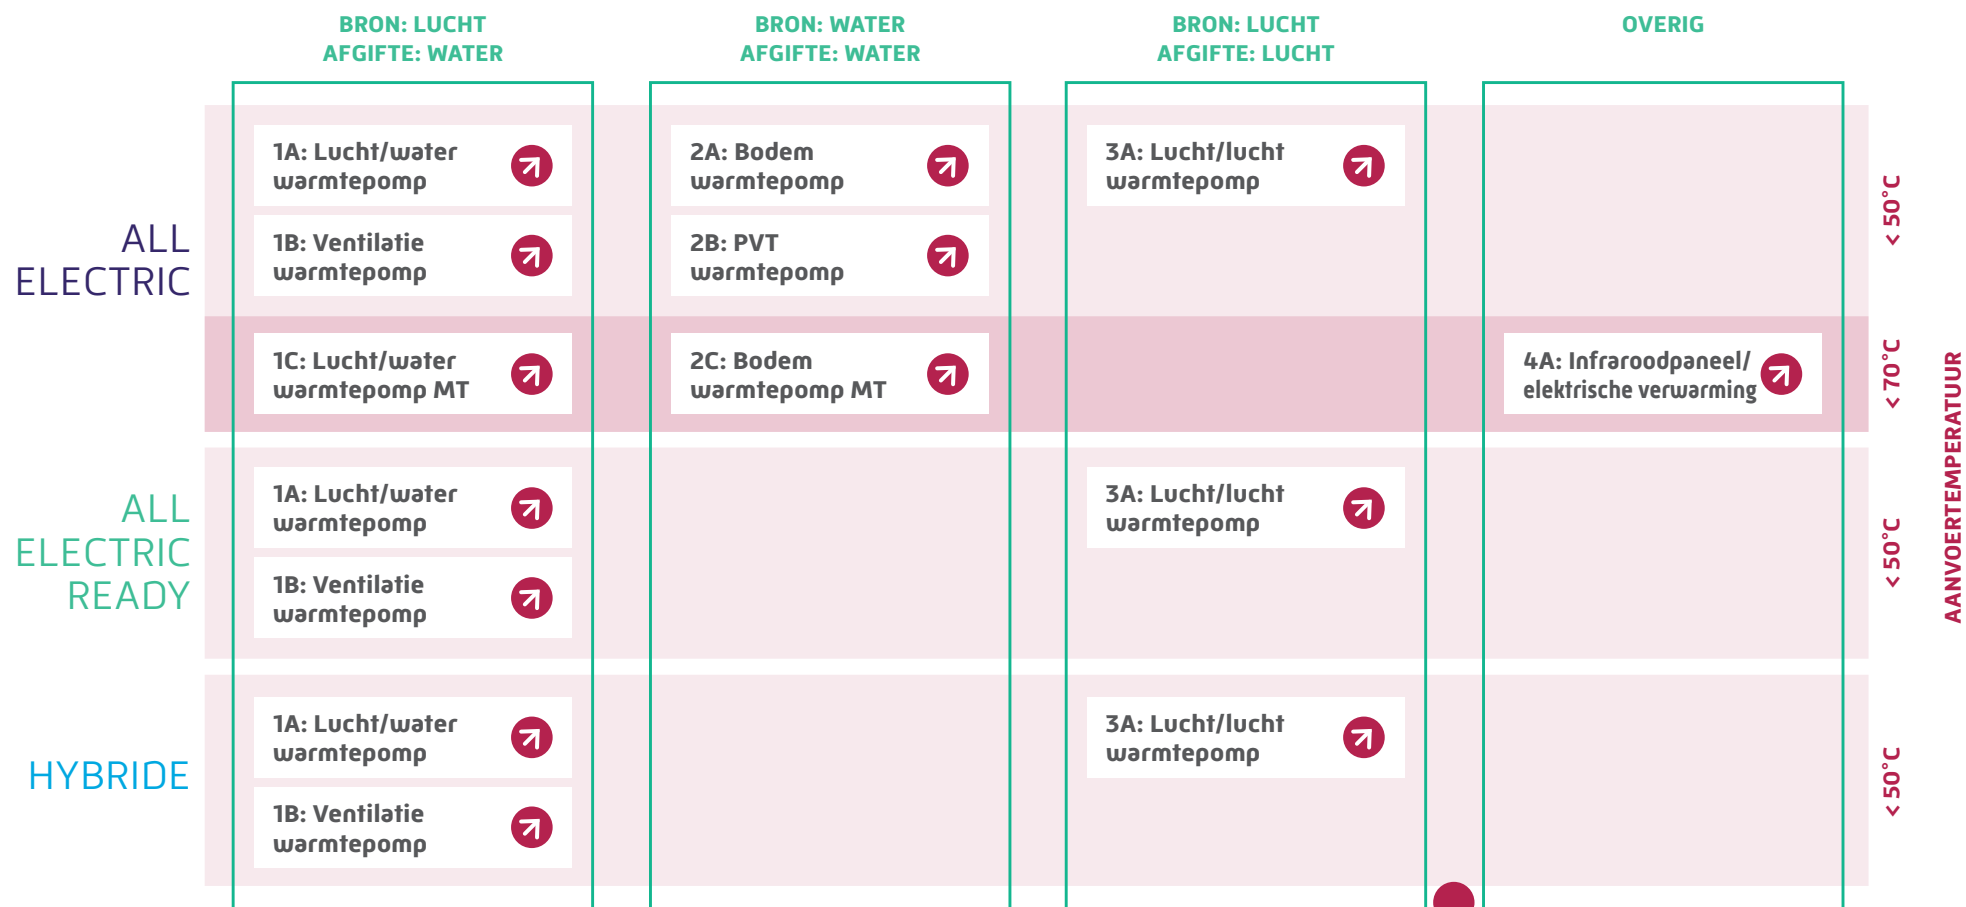 BRON: LUCHT
AFGIFTE: WATER
BRON: WATER
AFGIFTE: WATER
BRON: LUCHT
AFGIFTE: LUCHT
OVERIG
ALL
ELECTRIC
1A: Lucht/water
warmtepomp
2A: Bodem
warmtepomp
3A: Lucht/lucht
warmtepomp
< 50°C
1B: Ventilatie
warmtepomp
2B: PVT
warmtepomp
1C: Lucht/water
warmtepomp MT
2C: Bodem
warmtepomp MT
4A: Infraroodpaneel/
elektrische verwarming
< 70°C
AANVOERTEMPERATUUR
ALL
ELECTRIC
READY
1A: Lucht/water
warmtepomp
3A: Lucht/lucht
warmtepomp
< 50°C
1B: Ventilatie
warmtepomp
HYBRIDE
1A: Lucht/water
warmtepomp
3A: Lucht/lucht
warmtepomp
< 50°C
1B: Ventilatie
warmtepomp